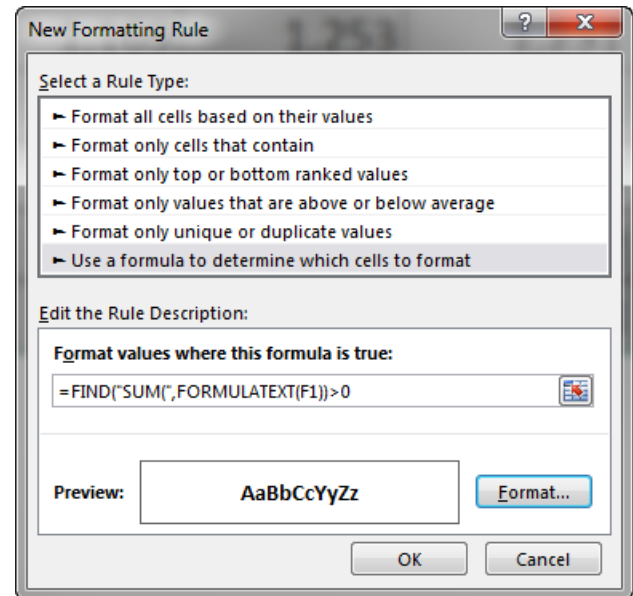 New Formatting Rule
1.253
?
Select a Rule Type:
► Format all cells based on their values
► Format only cells that contain
► Format only top or bottom ranked values
► Format only values that are above or below average
► Format only unique or duplicate values
► Use a formula to determine which cells to format
Edit the Rule Description:
Format values where this formula is true:
=FIND("SUM(",FORMULATEXT(F1))>0
Preview:
AaBbCcYyZz
Format...
OK
Cancel